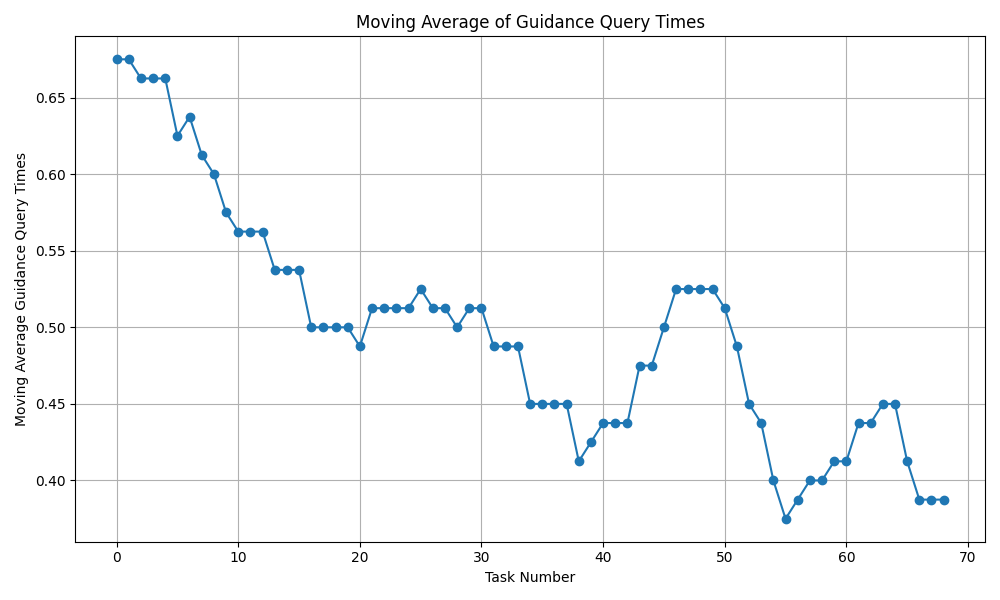 Moving Average of Guidance Query Times
Moving Average Guidance Query Times
0.65
0.60
0.55
0.50
0.45
0.40
0 10 20 30 40 50 60 70
Task Number